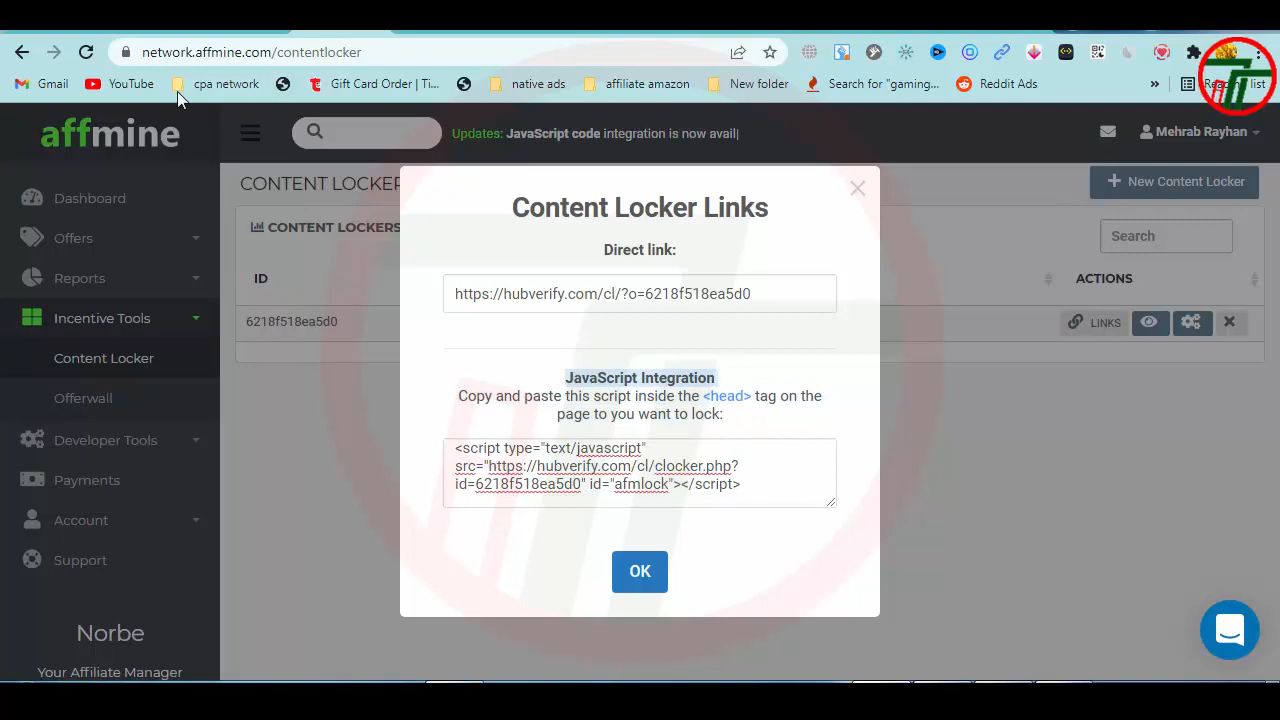 network.affmine.com/contentlocker
Gmail
YouTube
cpa network
Gift Card Order | Ti...
native ads
affiliate amazon
New folder
Search for "gaming...
Reddit Ads
»
list
affmine
Updates: JavaScript code integration is now avail|
Mehrab Rayhan
Dashboard
Offers
Reports
Incentive Tools
Content Locker
Offerwall
Developer Tools
Payments
Account
Support
Norbe
Your Affiliate Manager
CONTENT LOCKER
New Content Locker
CONTENT LOCKERS
Search
ID
ACTIONS
6218f518ea5d0
LINKS
Content Locker Links
Direct link:
https://hubverify.com/cl/?o=6218f518ea5d0
JavaScript Integration
Copy and paste this script inside the <head> tag on the
page to you want to lock:
<script type="text/javascript"
src="https://hubverify.com/cl/clocker.php?
id=6218f518ea5d0" id="afmlock"></script>
OK